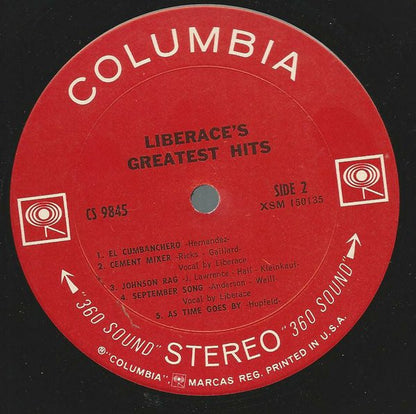 COLUMBIA
LIBERACE'S
GREATEST HITS
CS 9845
SIDE 2
XSM 150135
1. EL CUMBANCHERO -Hernandez-
2. CEMENT MIXER -Ricks - Gaillard-
Vocal by Liberace
3. JOHNSON RAG -J. Lawrence - Hall - Kleinkauf-
4. SEPTEMBER SONG -Anderson - Weill-
Vocal by Liberace
5. AS TIME GOES BY -Hupfeld-
"360 SOUND" STEREO "360 SOUND"
® "COLUMBIA", MARCAS REG. PRINTED IN U.S.A.